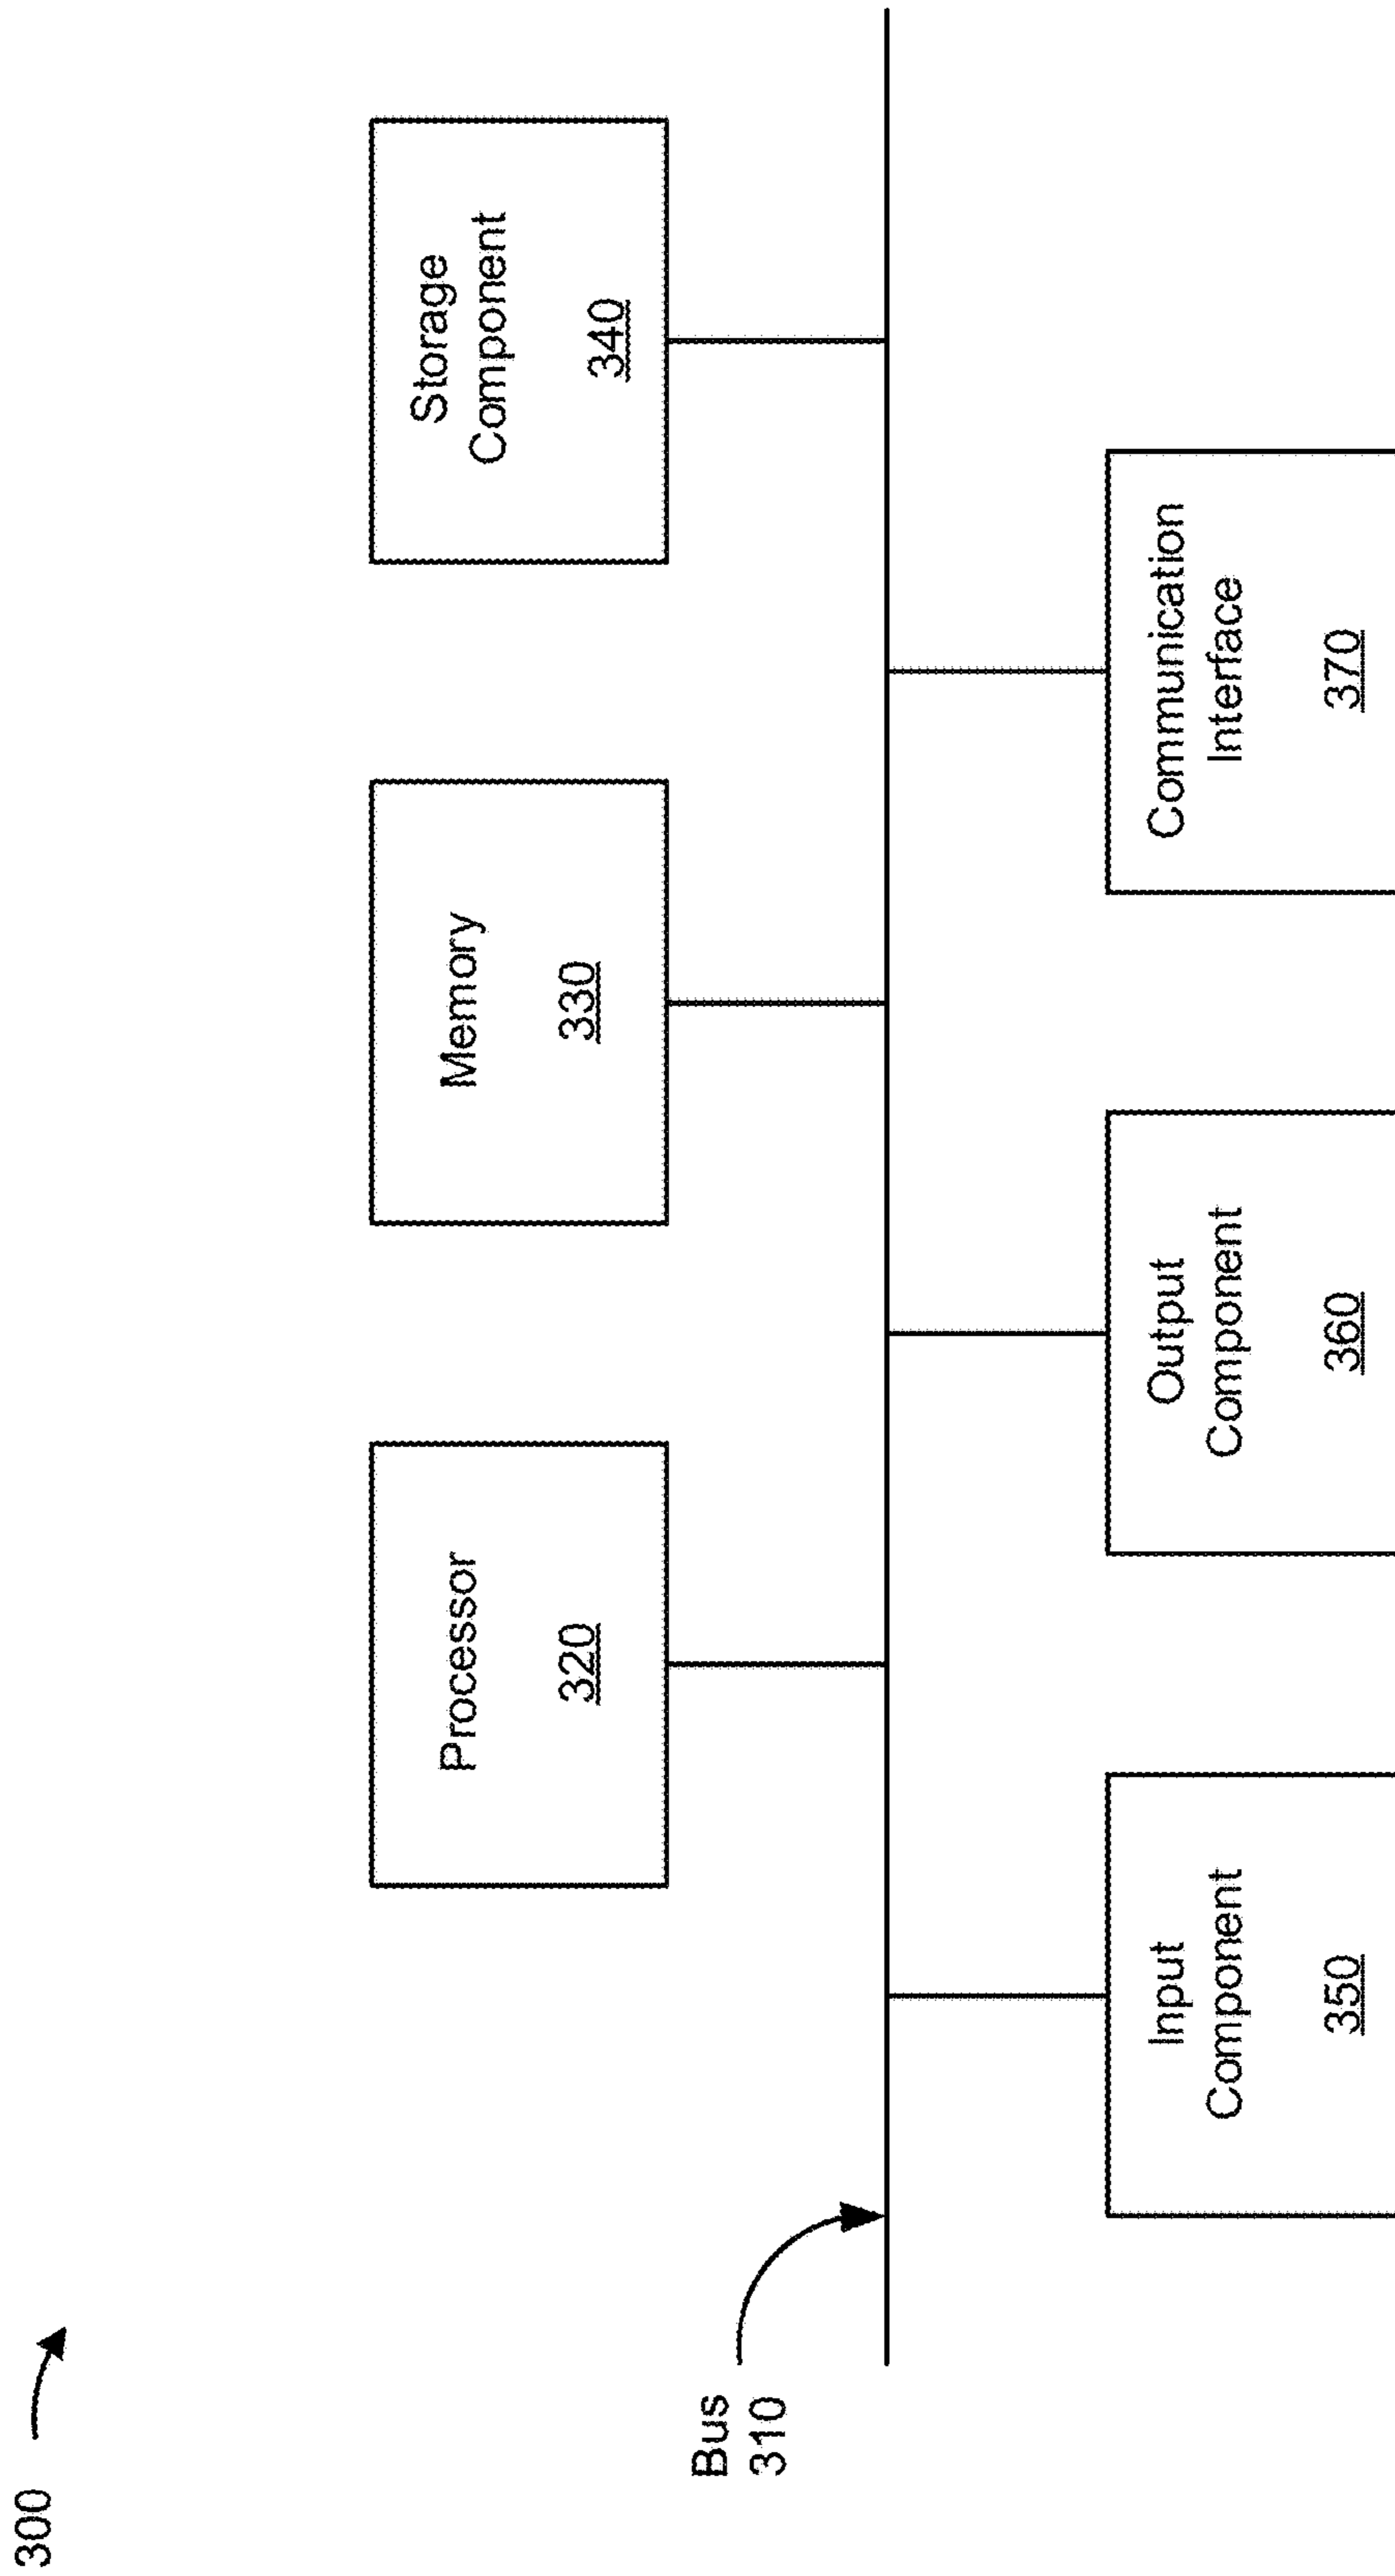 300
Processor
320
Memory
330
Storage
Component
340
Bus
310
Input
Component
350
Output
Component
360
Communication
Interface
370